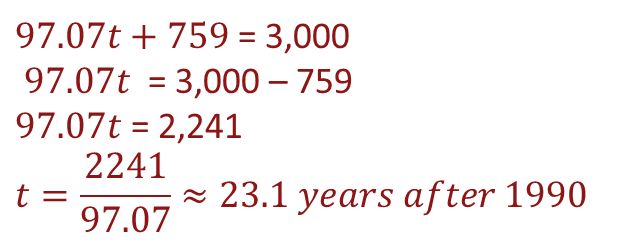 97.07t + 759 = 3,000
97.07t = 3,000 – 759
97.07t = 2,241
t = 2241/97.07 ≈ 23.1 years after 1990